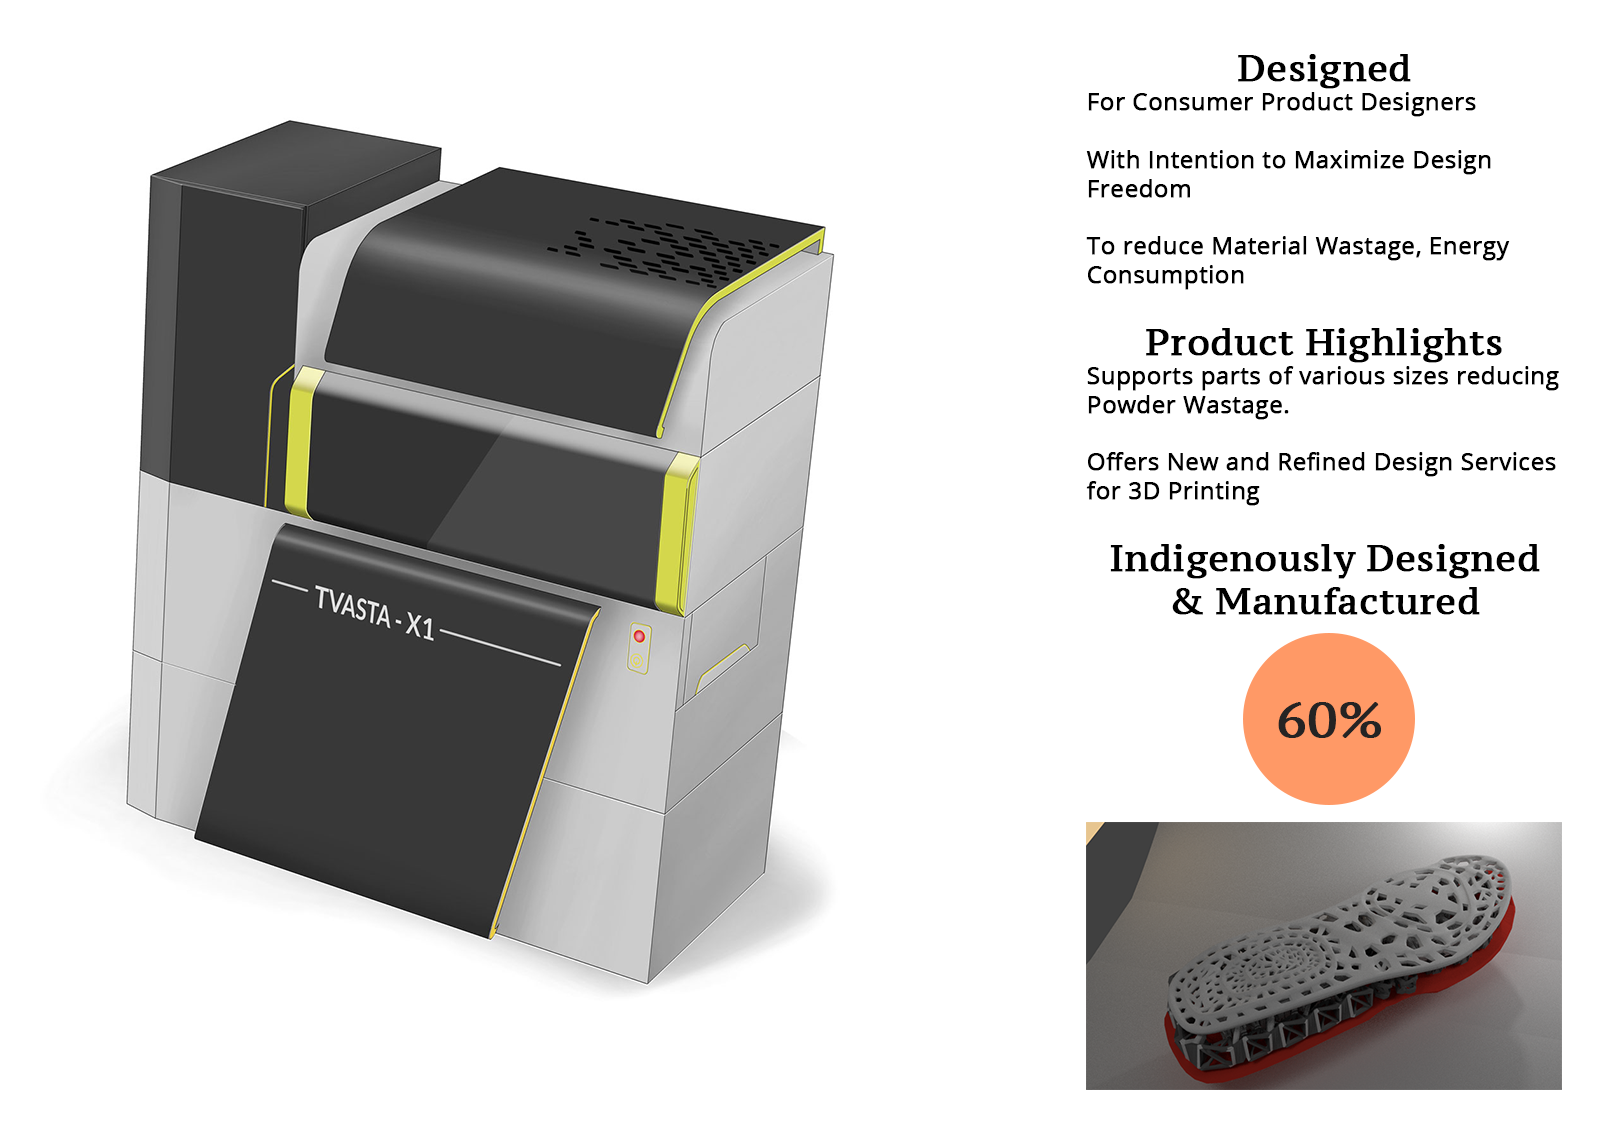 TVASTA - X1
Designed
For Consumer Product Designers
With Intention to Maximize Design
Freedom
To reduce Material Wastage, Energy
Consumption
Product Highlights
Supports parts of various sizes reducing
Powder Wastage.
Offers New and Refined Design Services
for 3D Printing
Indigenously Designed
& Manufactured
60%